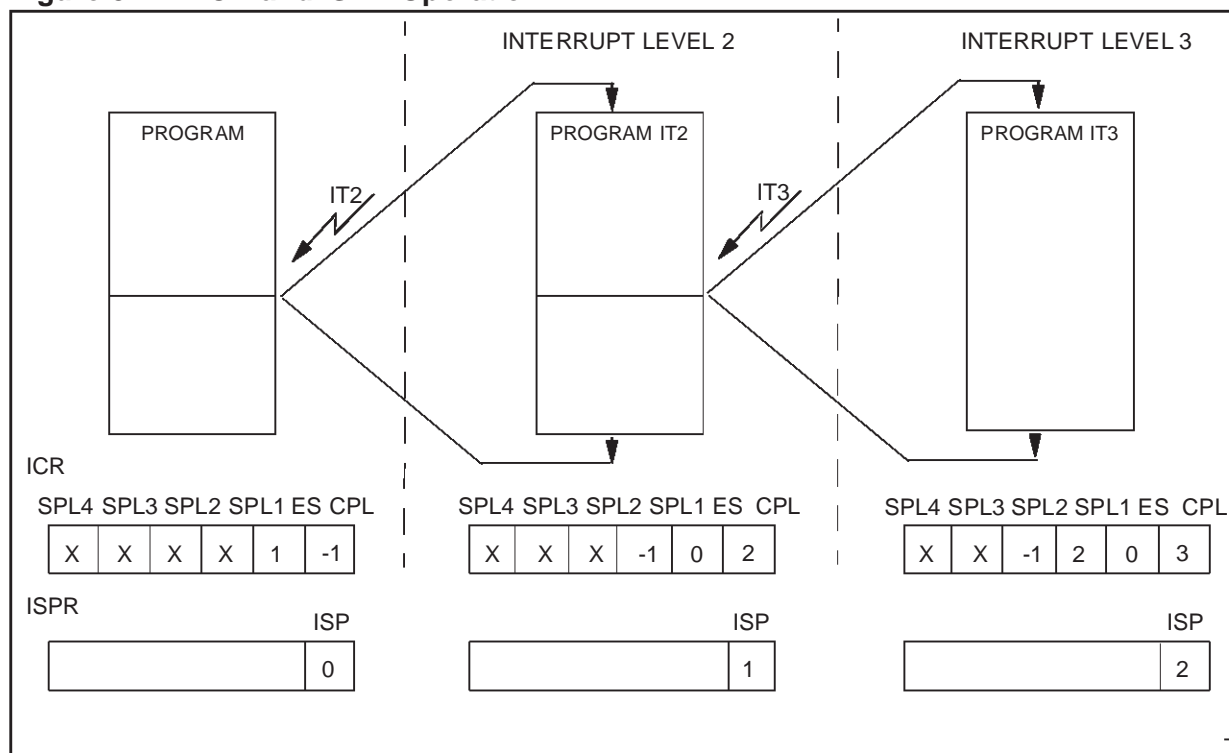 INTERRUPT LEVEL 2 INTERRUPT LEVEL 3
PROGRAM PROGRAM IT2 PROGRAM IT3
IT2 IT3
ICR
SPL4 SPL3 SPL2 SPL1 ES CPL SPL4 SPL3 SPL2 SPL1 ES CPL SPL4 SPL3 SPL2 SPL1 ES CPL
X X X X 1 -1 X X X -1 0 2 X X -1 2 0 3
ISPR
ISP ISP ISP
0 1 2